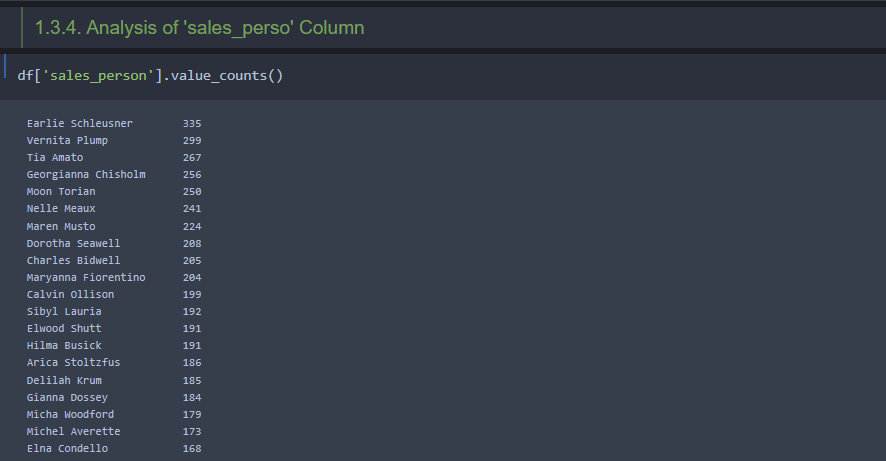 1.3.4. Analysis of 'sales_perso' Column
df['sales_person'].value_counts()
Earlie Schleusner 335
Vernita Plump 299
Tia Amato 267
Georgianna Chisholm 256
Moon Torian 250
Nelle Meaux 241
Maren Musto 224
Dorotha Seawell 208
Charles Bidwell 205
Maryanna Fiorentino 204
Calvin Ollison 199
Sibyl Lauria 192
Elwood Shutt 191
Hilma Busick 191
Arica Stoltzfus 186
Delilah Krum 185
Gianna Dossey 184
Micha Woodford 179
Michel Averette 173
Elna Condello 168